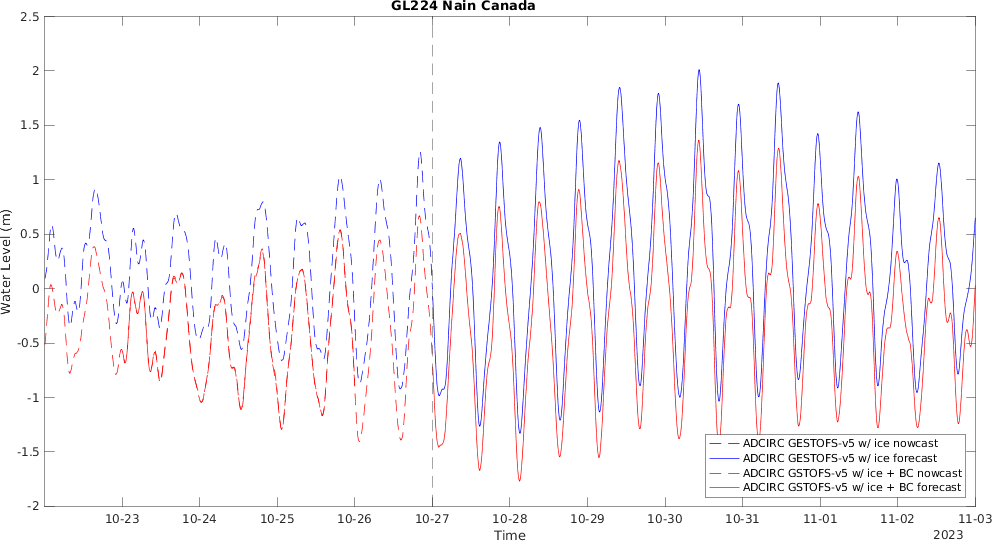 GL224 Nain Canada
2.5
2
1.5
1
0.5
0
-0.5
-1
-1.5
-2
Water Level (m)
ADCIRC GESTOFS-v5 w/ ice nowcast
ADCIRC GESTOFS-v5 w/ ice forecast
ADCIRC GSTOFS-v5 w/ ice + BC nowcast
ADCIRC GSTOFS-v5 w/ ice + BC forecast
10-23 10-24 10-25 10-26 10-27 10-28 10-29 10-30 10-31 11-01 11-02 11-03
Time
2023